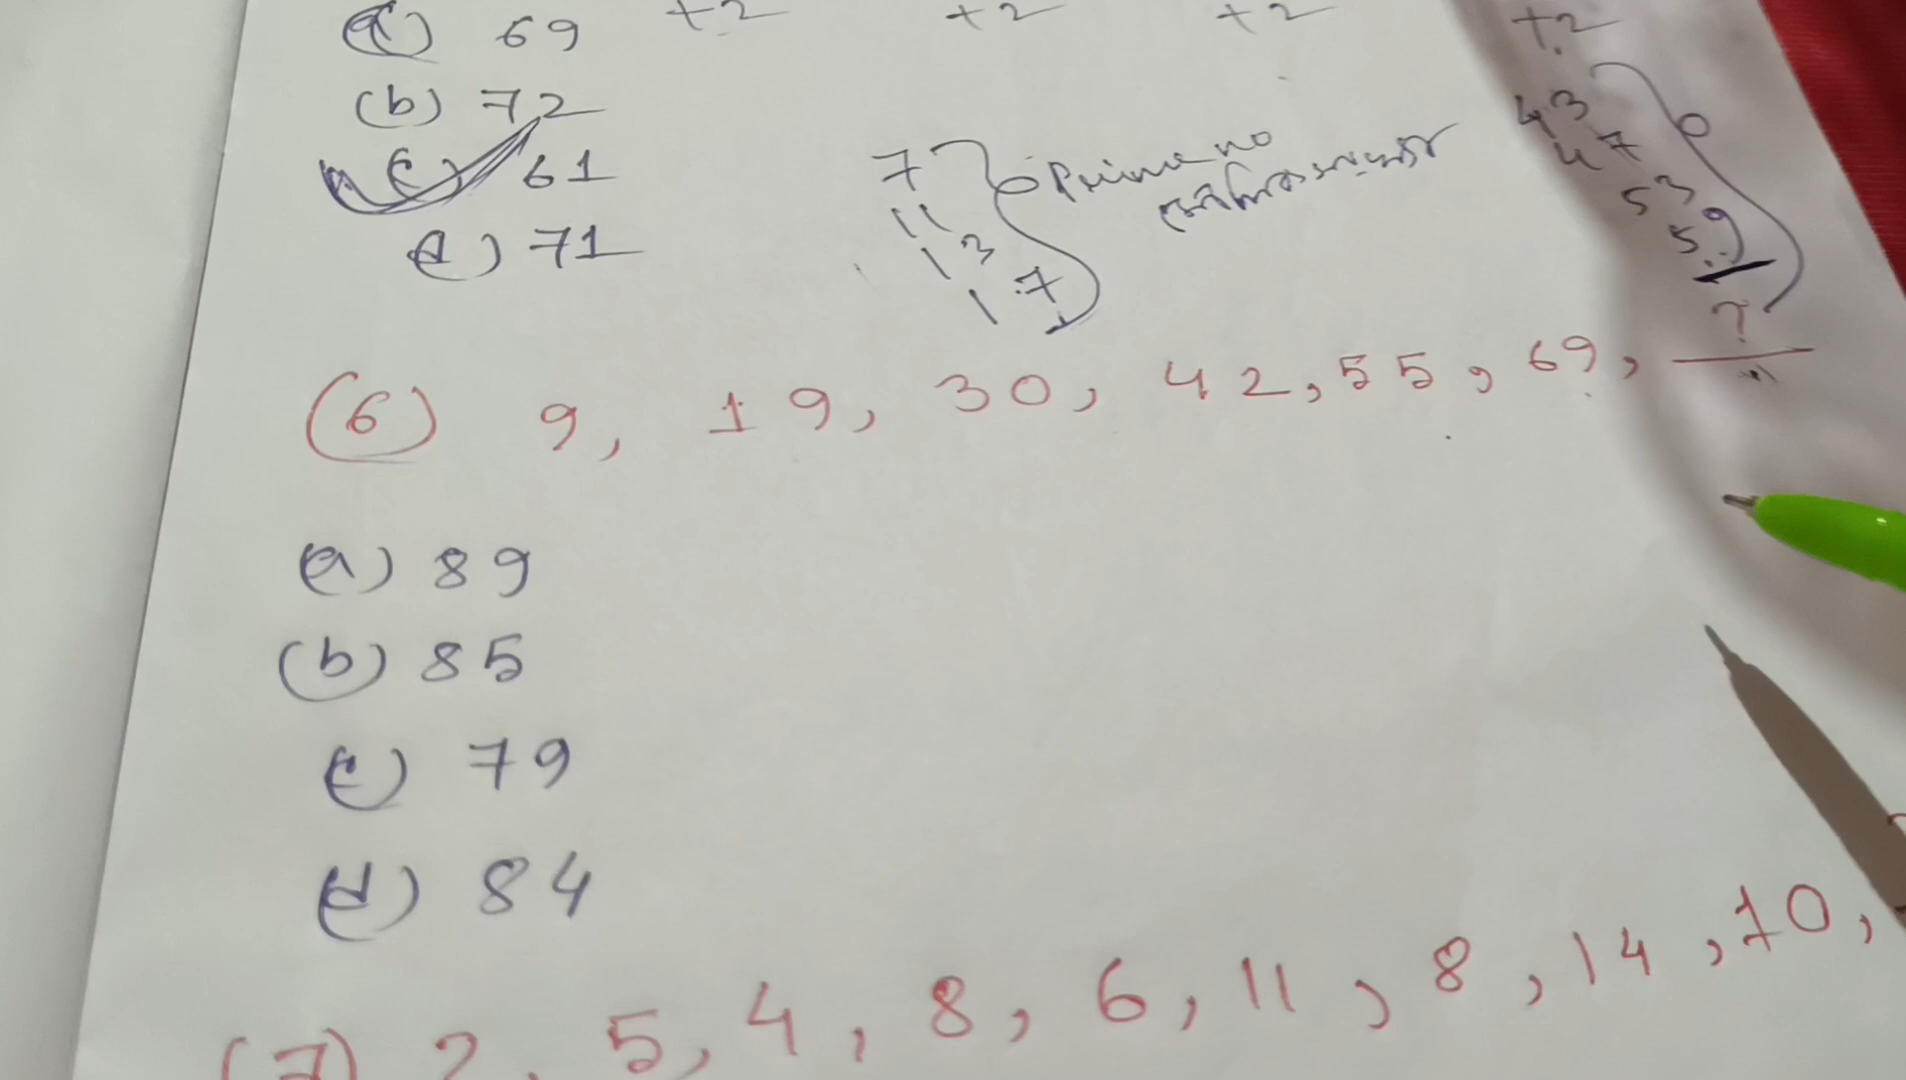 (a) 69 +2 +2 +2 +2
(b) 72
(c) 61
(d) 71
7
11
13
17
Prime no
43
47
53
59
?
(6) 9, 19, 30, 42, 55, 69,
(a) 89
(b) 85
(c) 79
(d) 84
(7) 2, 5, 4, 8, 6, 11, 8, 14, 10,